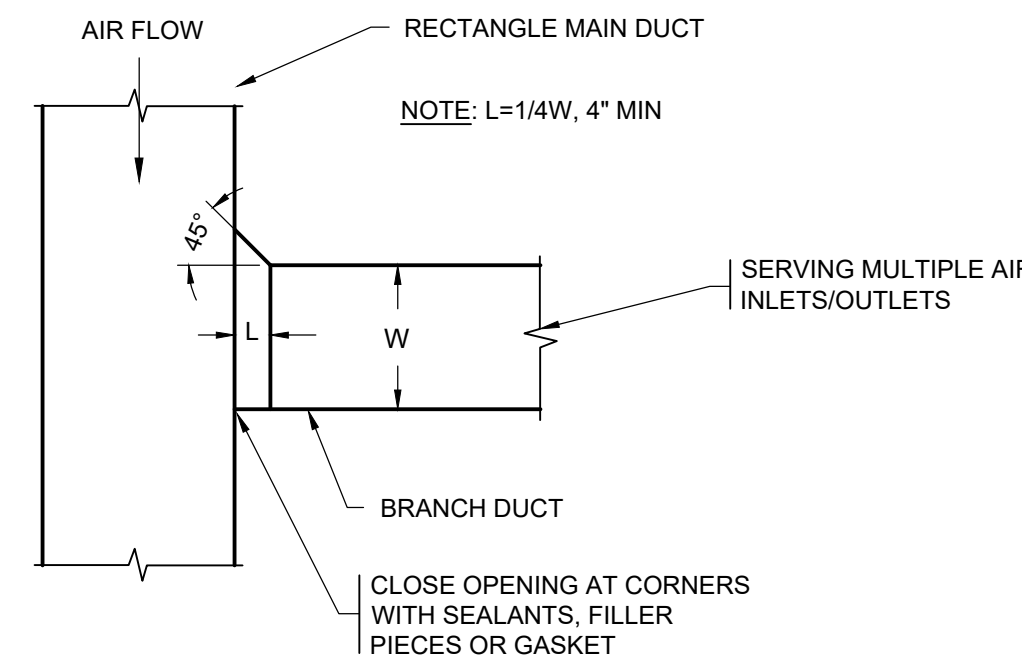 AIR FLOW
RECTANGLE MAIN DUCT
NOTE: L=1/4W, 4" MIN
45°
SERVING MULTIPLE AIR
INLETS/OUTLETS
L
W
BRANCH DUCT
CLOSE OPENING AT CORNERS
WITH SEALANTS, FILLER
PIECES OR GASKET